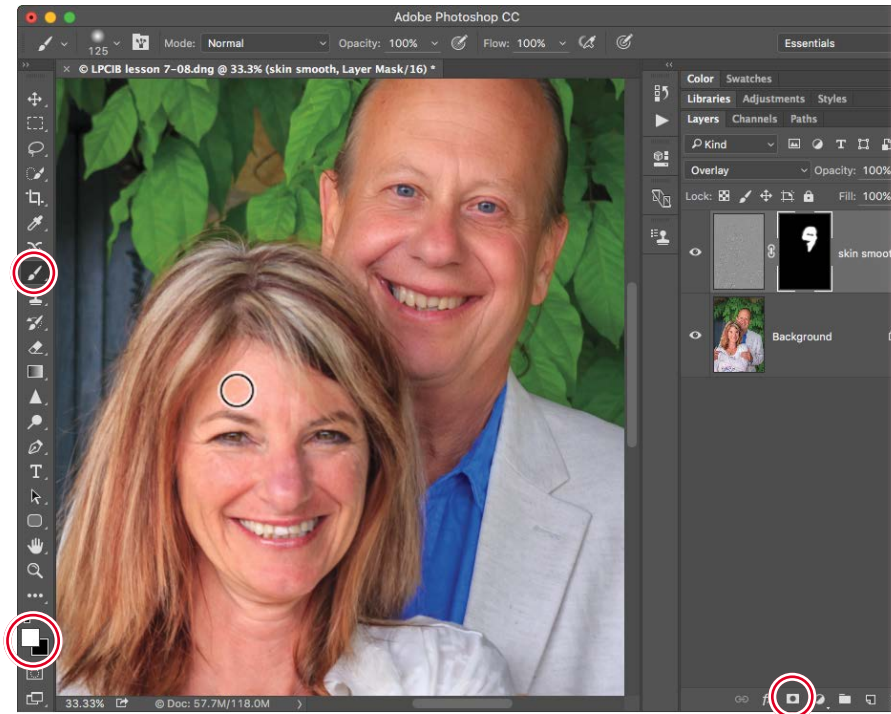 Adobe Photoshop CC
125 Mode: Normal Opacity: 100% Flow: 100% Essentials
× © LPCIB lesson 7-08.dng @ 33.3% (skin smooth, Layer Mask/16) *
Color Swatches
Libraries Adjustments Styles
Layers Channels Paths
Kind
Overlay Opacity: 100%
Lock: Fill: 100%
skin smoot
Background
33.33% © Doc: 57.7M/118.0M